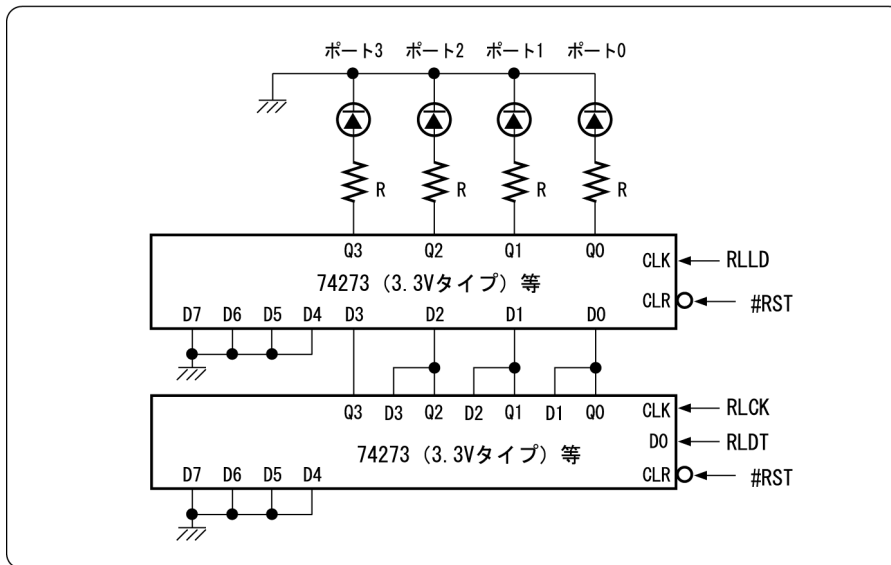 ポート3 ポート2 ポート1 ポート0
R R R R
Q3 Q2 Q1 Q0
CLK RLLD
74273 (3.3Vタイプ) 等
CLR #RST
D7 D6 D5 D4 D3 D2 D1 D0
Q3 D3 Q2 D2 Q1 D1 Q0
CLK RLCK
D0 RLDT
74273 (3.3Vタイプ) 等
D7 D6 D5 D4
CLR #RST